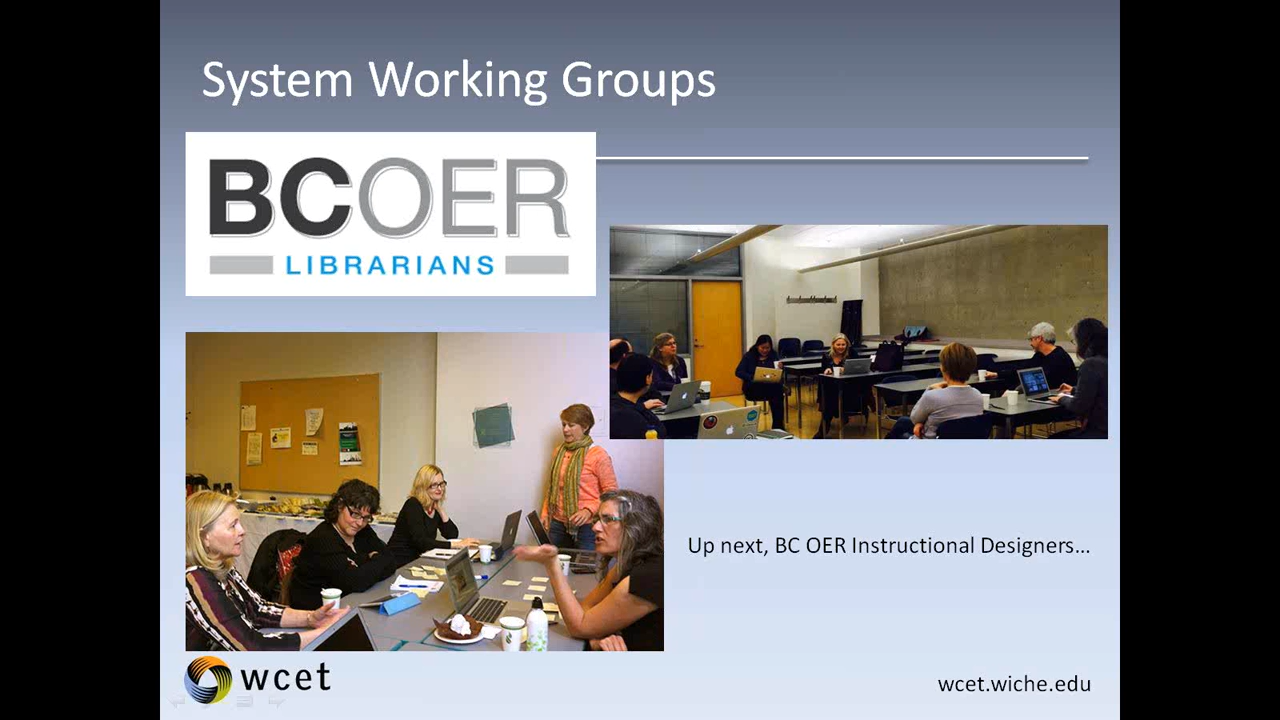 System Working Groups
BCOER
LIBRARIANS
Up next, BC OER Instructional Designers...
wcet
wcet.wiche.edu